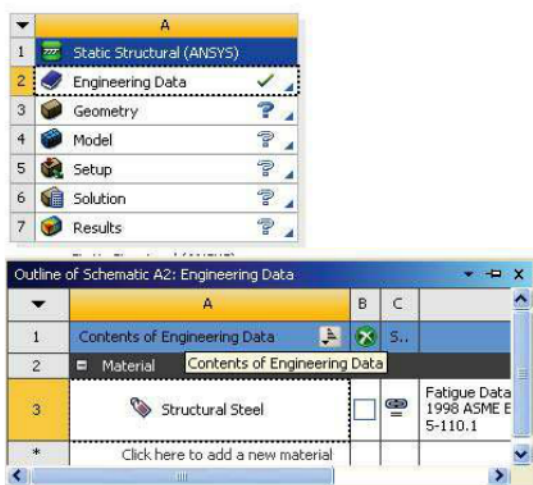 A
1 Static Structural (ANSYS)
2 Engineering Data
3 Geometry
4 Model
5 Setup
6 Solution
7 Results
Outline of Schematic A2: Engineering Data
A B C
1 Contents of Engineering Data S..
2 Material Contents of Engineering Data
3 Structural Steel Fatigue Data
1998 ASME E
5-110.1
* Click here to add a new material